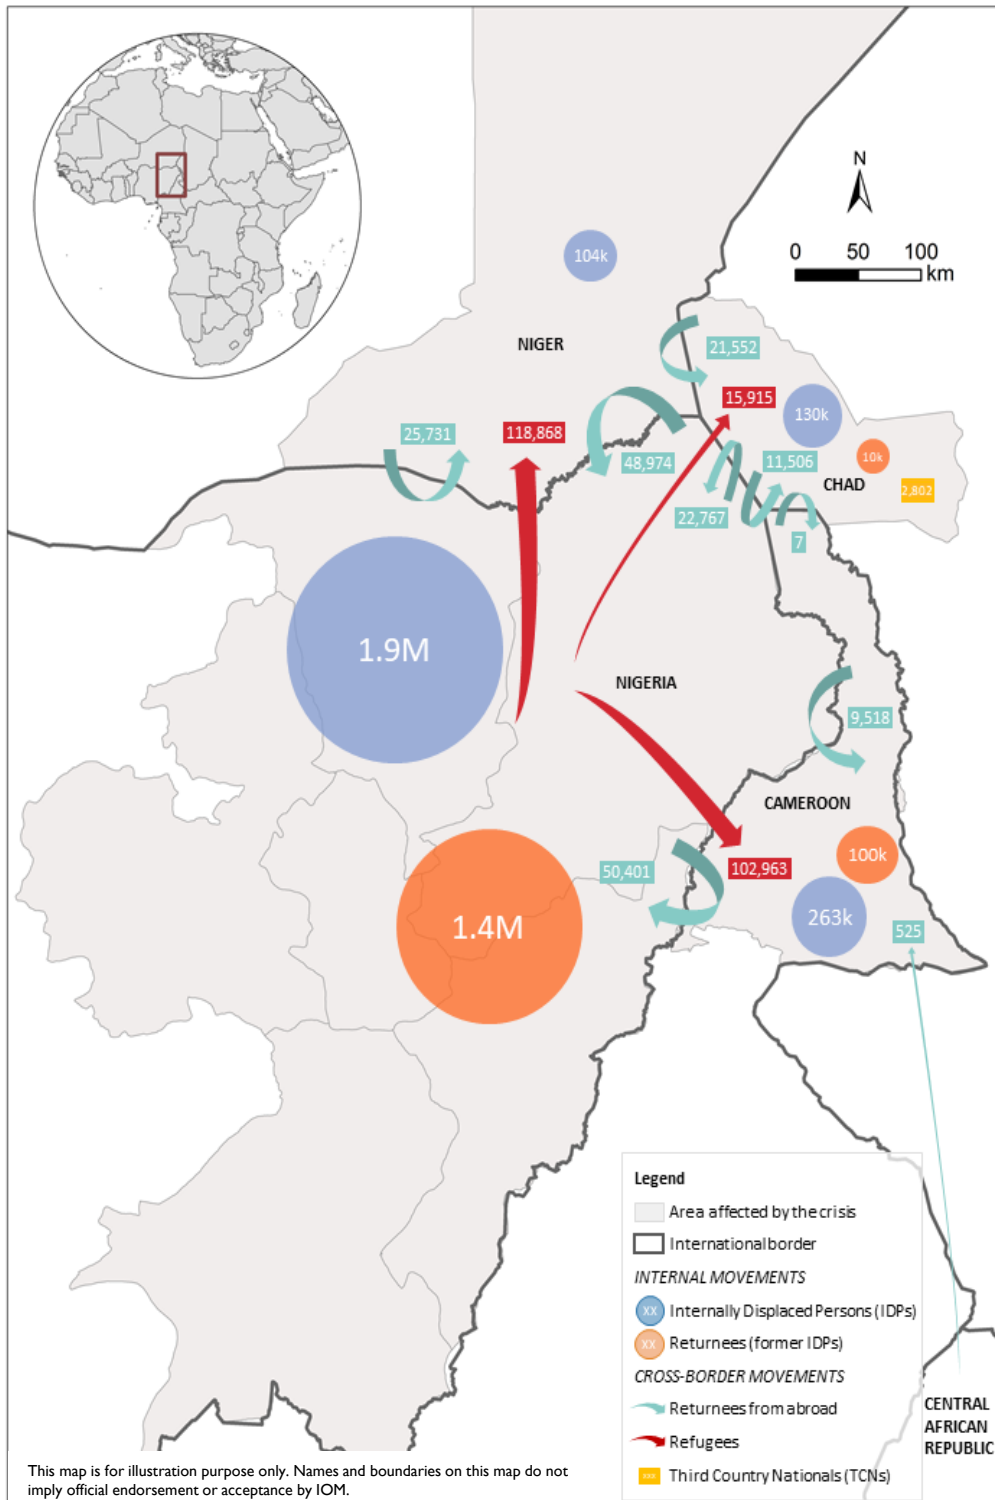 N
0 50 100
km
104k
NIGER
21,552
15,915
130k
25,731
118,868
48,974
11,506
10k
CHAD
2,802
22,767
7
1.9M
NIGERIA
9,518
CAMEROON
100k
50,401
102,963
1.4M
263k
525
Legend
Area affected by the crisis
International border
INTERNAL MOVEMENTS
XX Internally Displaced Persons (IDPs)
XX Returnees (former IDPs)
CROSS-BORDER MOVEMENTS
Returnees from abroad
Refugees
xxx Third Country Nationals (TCNs)
CENTRAL
AFRICAN
REPUBLIC
This map is for illustration purpose only. Names and boundaries on this map do not
imply official endorsement or acceptance by IOM.